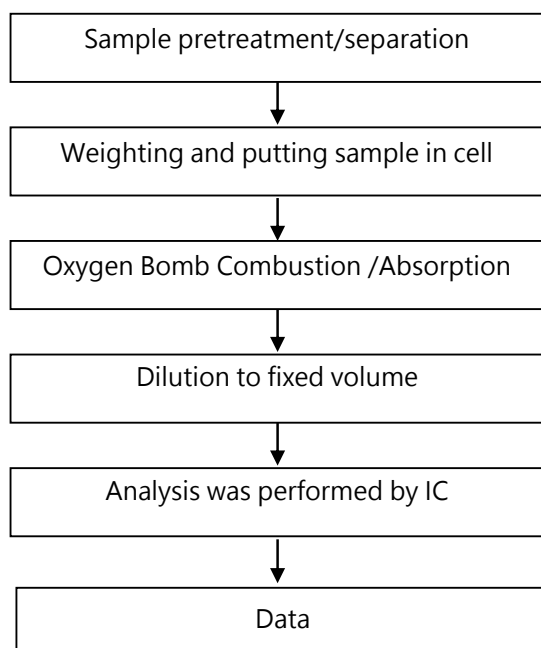 Sample pretreatment/separation
Weighting and putting sample in cell
Oxygen Bomb Combustion /Absorption
Dilution to fixed volume
Analysis was performed by IC
Data